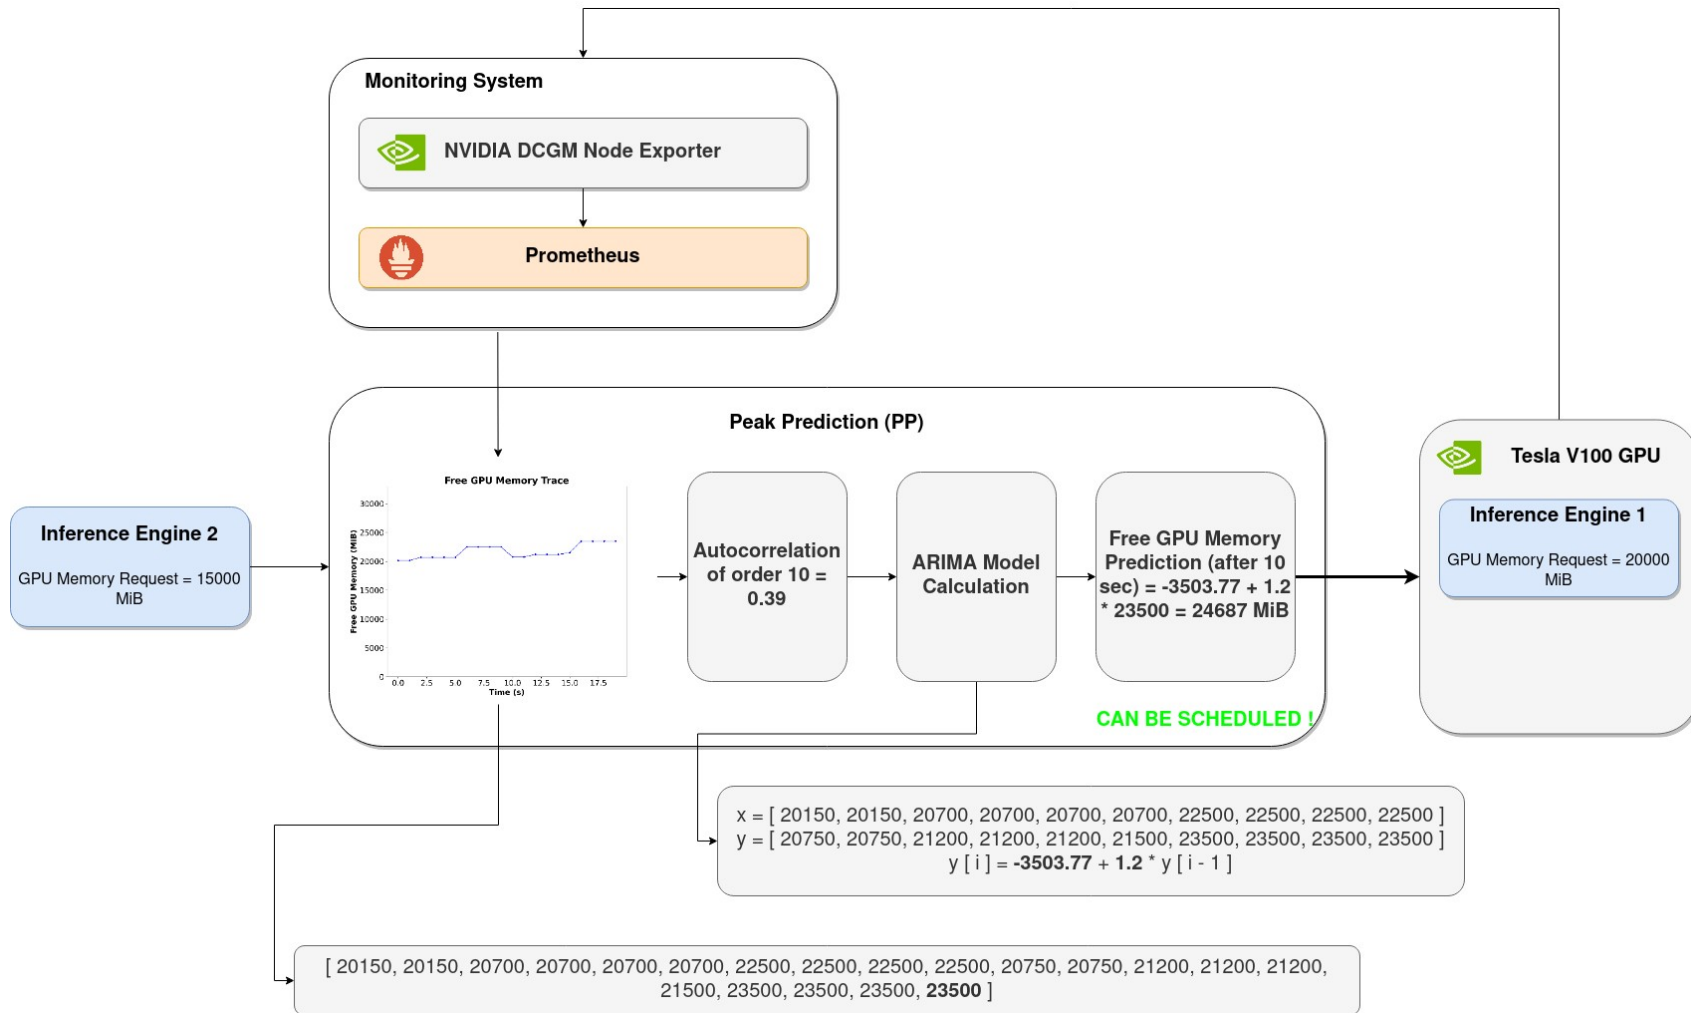 Monitoring System
NVIDIA DCGM Node Exporter
Prometheus
Peak Prediction (PP)
Inference Engine 2
GPU Memory Request = 15000
MiB
Free GPU Memory Trace
Free GPU Memory (MiB)
30000
25000
20000
15000
10000
5000
0
0.0 2.5 5.0 7.5 10.0 12.5 15.0 17.5
Time (s)
Autocorrelation
of order 10 =
0.39
ARIMA Model
Calculation
Free GPU Memory
Prediction (after 10
sec) = -3503.77 + 1.2
* 23500 = 24687 MiB
CAN BE SCHEDULED !
Tesla V100 GPU
Inference Engine 1
GPU Memory Request = 20000
MiB
x = [ 20150, 20150, 20700, 20700, 20700, 20700, 22500, 22500, 22500, 22500 ]
y = [ 20750, 20750, 21200, 21200, 21200, 21500, 23500, 23500, 23500, 23500 ]
y [ i ] = -3503.77 + 1.2 * y [ i - 1 ]
[ 20150, 20150, 20700, 20700, 20700, 20700, 22500, 22500, 22500, 22500, 20750, 20750, 21200, 21200, 21200,
21500, 23500, 23500, 23500, 23500 ]